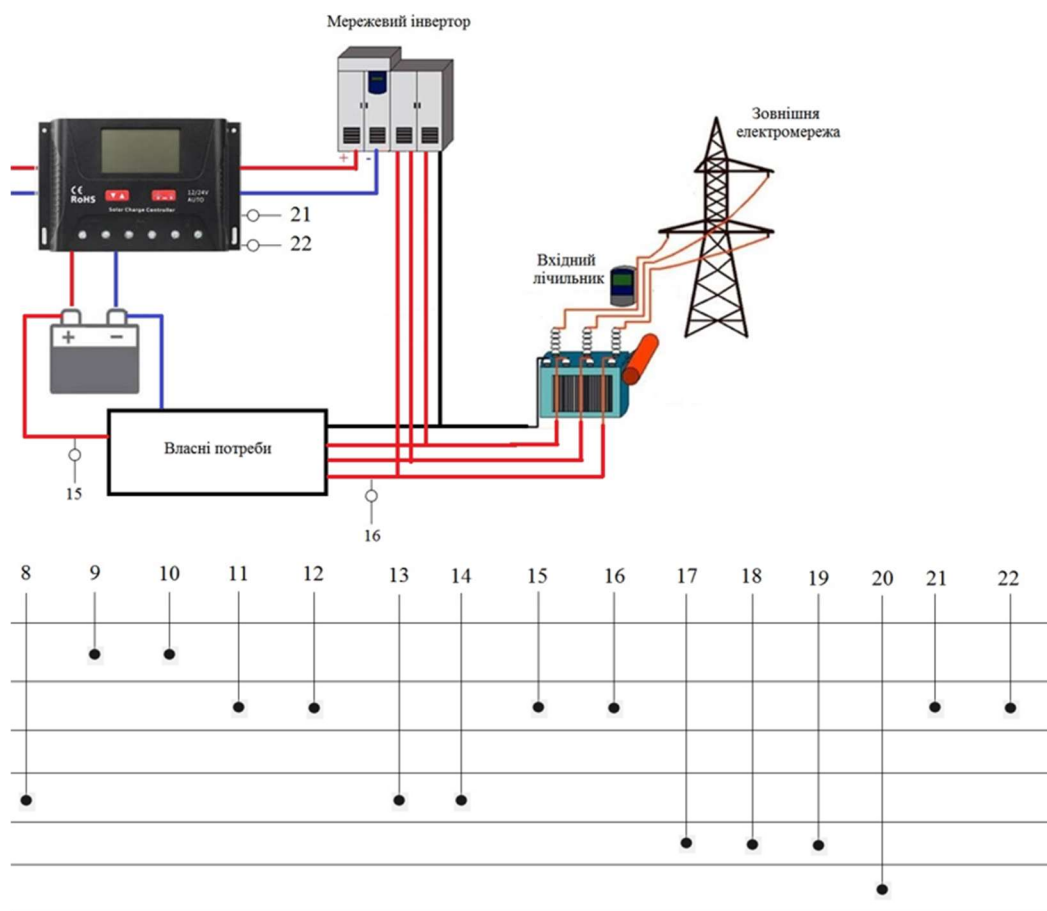 Мережевий інвертор
Зовнішня
електромережа
CE
RoHS
12/24V
AUTO
Solar Charge Controller
+
-
21
22
Вхідний
лічильник
+
−
Власні потреби
15
16
8 9 10 11 12 13 14 15 16 17 18 19 20 21 22